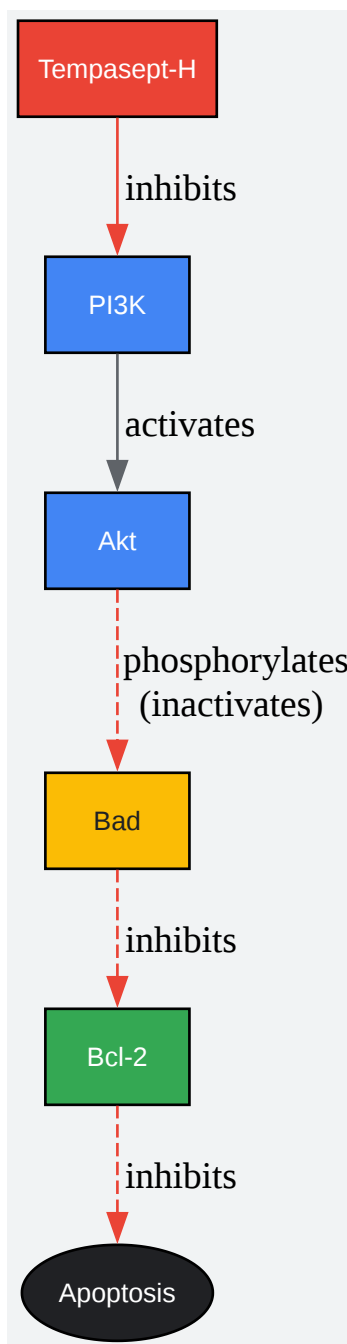 Tempasept-H
inhibits
PI3K
activates
Akt
phosphorylates
(inactivates)
Bad
inhibits
Bcl-2
inhibits
Apoptosis